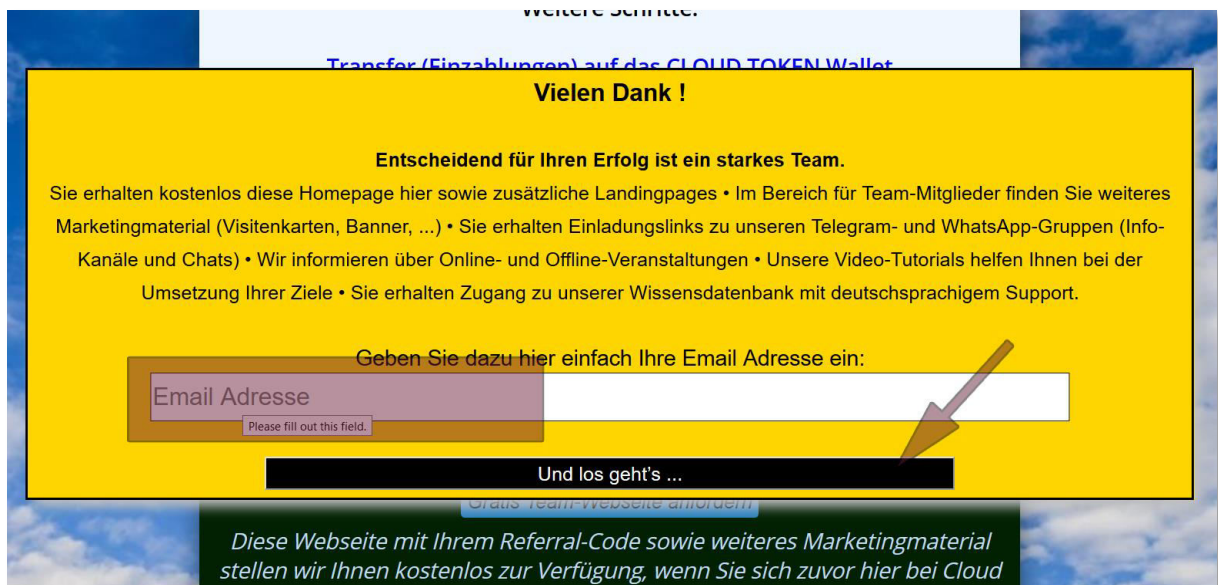 Weitere Schritte:
Transfer (Einzahlungen) auf das CLOUD TOKEN Wallet
Vielen Dank !
Entscheidend für Ihren Erfolg ist ein starkes Team.
Sie erhalten kostenlos diese Homepage hier sowie zusätzliche Landingpages • Im Bereich für Team-Mitglieder finden Sie weiteres
Marketingmaterial (Visitenkarten, Banner, ...) • Sie erhalten Einladungslinks zu unseren Telegram- und WhatsApp-Gruppen (Info-
Kanäle und Chats) • Wir informieren über Online- und Offline-Veranstaltungen • Unsere Video-Tutorials helfen Ihnen bei der
Umsetzung Ihrer Ziele • Sie erhalten Zugang zu unserer Wissensdatenbank mit deutschsprachigem Support.
Geben Sie dazu hier einfach Ihre Email Adresse ein:
Email Adresse
Please fill out this field.
Und los geht's ...
Gratis Team-Webseite anfordern
Diese Webseite mit Ihrem Referral-Code sowie weiteres Marketingmaterial
stellen wir Ihnen kostenlos zur Verfügung, wenn Sie sich zuvor hier bei Cloud